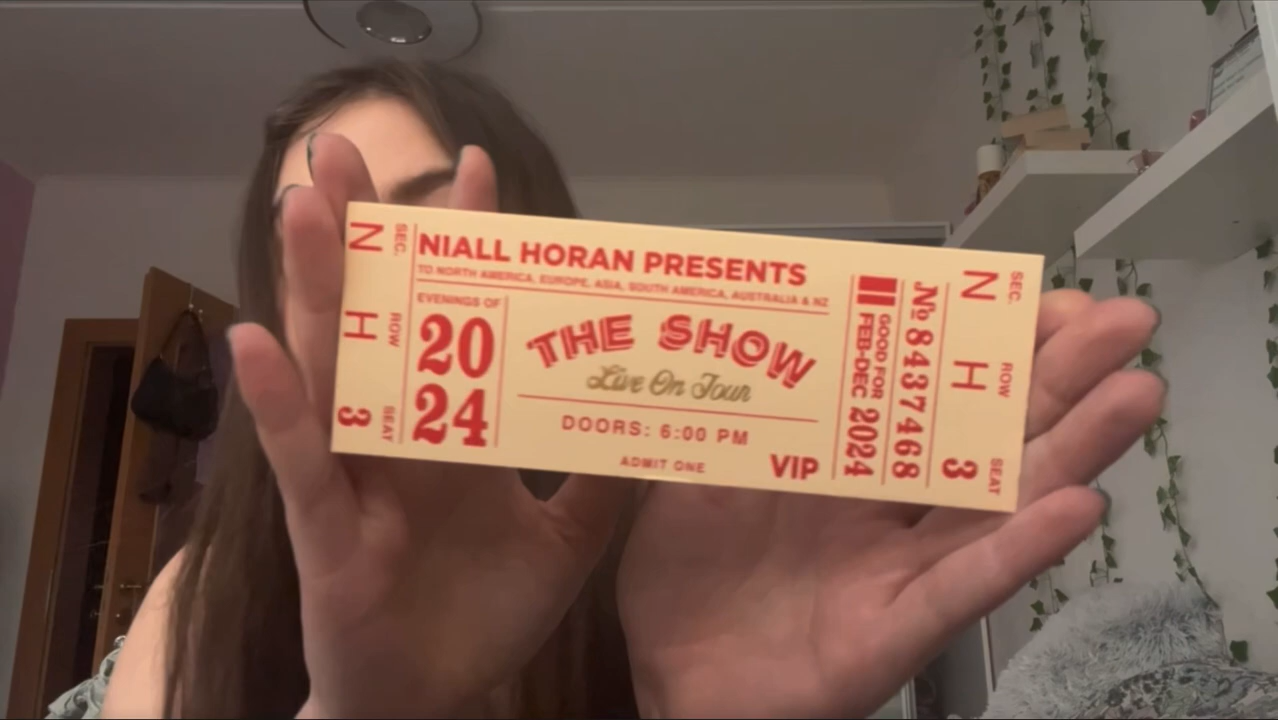 SEC.
N
ROW
H
SEAT
3
NIALL HORAN PRESENTS
TO NORTH AMERICA, EUROPE, ASIA, SOUTH AMERICA, AUSTRALIA & NZ
EVENINGS OF
20
24
THE SHOW
Live On Tour
DOORS: 6:00 PM
ADMIT ONE
VIP
GOOD FOR
FEB-DEC 2024
No 8437468
SEC.
N
ROW
H
SEAT
3